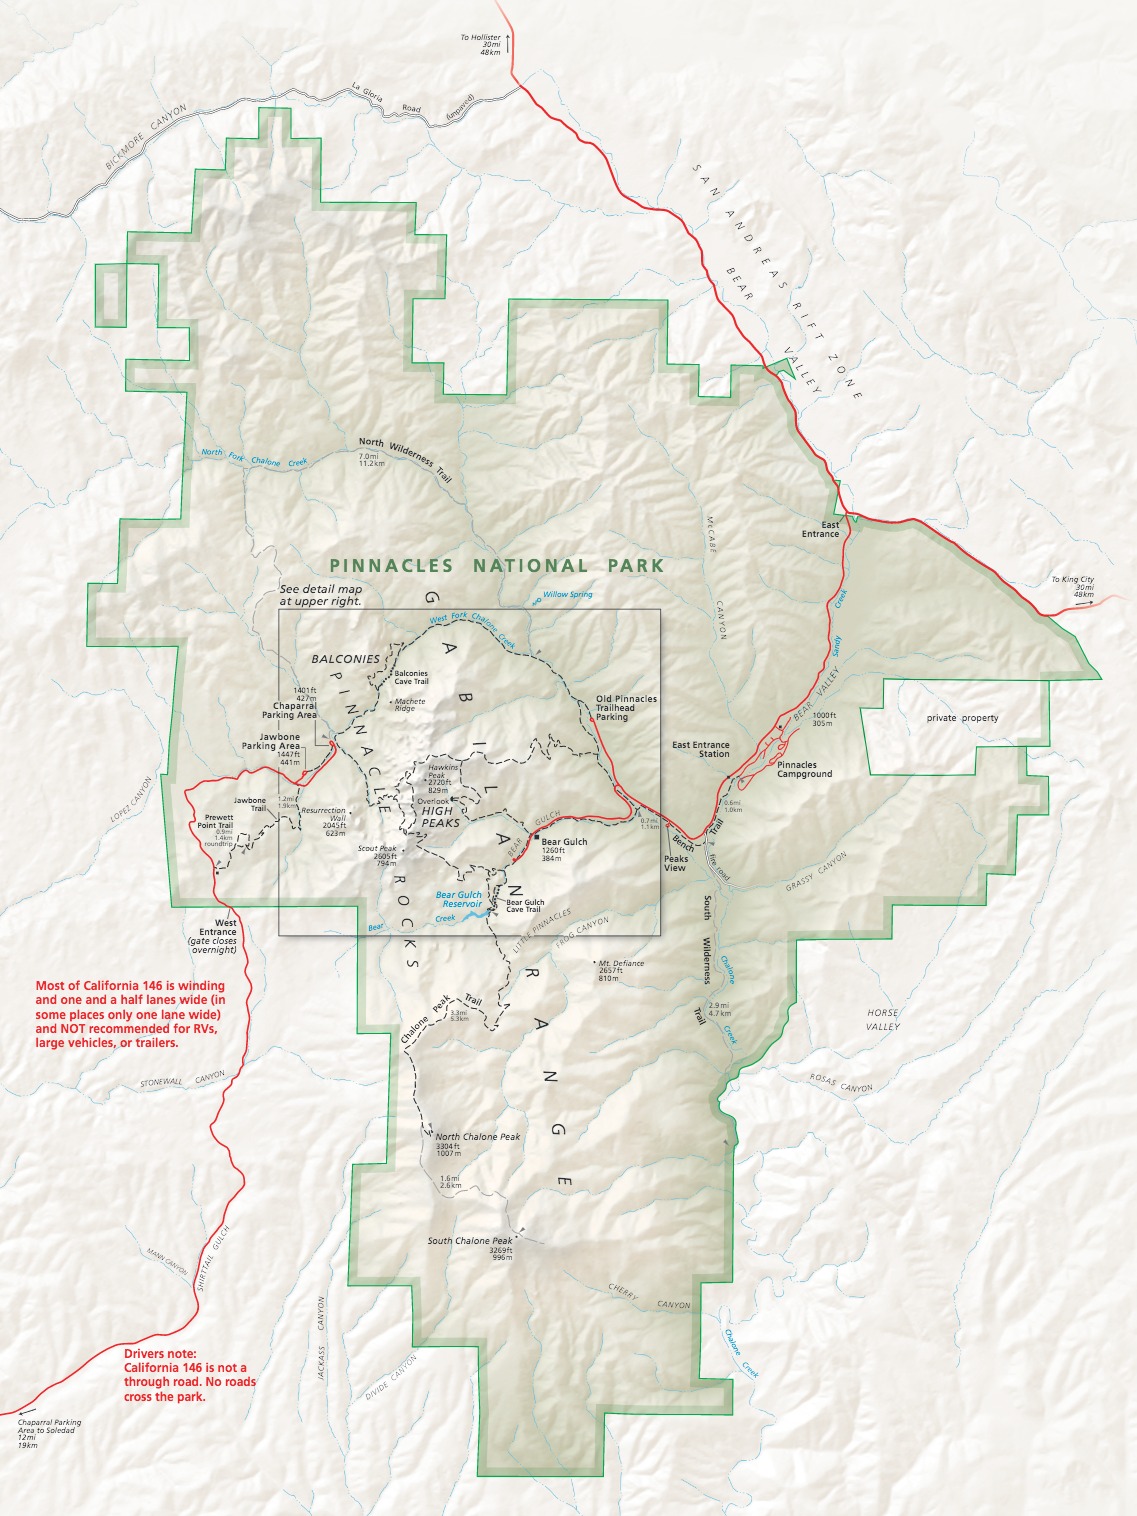 To Hollister
30mi
48km
La Gloria Road (unpaved)
BICKMORE CANYON
SAN ANDREAS RIFT ZONE
BEAR VALLEY
North Wilderness Trail
7.0mi
11.2km
North Fork Chalone Creek
McCABE CANYON
East
Entrance
PINNACLES NATIONAL PARK
See detail map
at upper right.
Willow Spring
To King City
30mi
48km
GABILAN RANGE
West Fork Chalone Creek
Sandy Creek
BALCONIES
Balconies
Cave Trail
PINNACLE ROCKS
Machete
Ridge
1401ft
427m
Chaparral
Parking Area
Old Pinnacles
Trailhead
Parking
BEAR VALLEY
1000ft
305m
private property
Jawbone
Parking Area
1447ft
441m
East Entrance
Station
Pinnacles
Campground
Hawkins
Peak
2720ft
829m
Overlook
HIGH
PEAKS
LOPEZ CANYON
Jawbone
Trail
1.2mi
1.9km
Resurrection
Wall
2045ft
623m
Prewett
Point Trail
0.9mi
1.4km
roundtrip
0.6mi
1.0km
0.7mi
1.1km
Bench Trail
BEAR GULCH
Bear Gulch
1260ft
384m
Scout Peak
2605ft
794m
Peaks
View
fire road
GRASSY CANYON
Bear Gulch
Reservoir
Bear Gulch
Cave Trail
Bear Creek
LITTLE PINNACLES
FROG CANYON
South Wilderness Trail
West
Entrance
(gate closes
overnight)
Mt. Defiance
2657ft
810m
Chalone Creek
Most of California 146 is winding
and one and a half lanes wide (in
some places only one lane wide)
and NOT recommended for RVs,
large vehicles, or trailers.
Chalone Peak Trail
3.3mi
5.3km
2.9mi
4.7km
HORSE
VALLEY
STONEWALL CANYON
ROSAS CANYON
North Chalone Peak
3304ft
1007m
1.6mi
2.6km
South Chalone Peak
3269ft
996m
MANN CANYON
SHIRTTAIL GULCH
CHERRY CANYON
JACKASS CANYON
DIVIDE CANYON
Chalone Creek
Drivers note:
California 146 is not a
through road. No roads
cross the park.
Chaparral Parking
Area to Soledad
12mi
19km